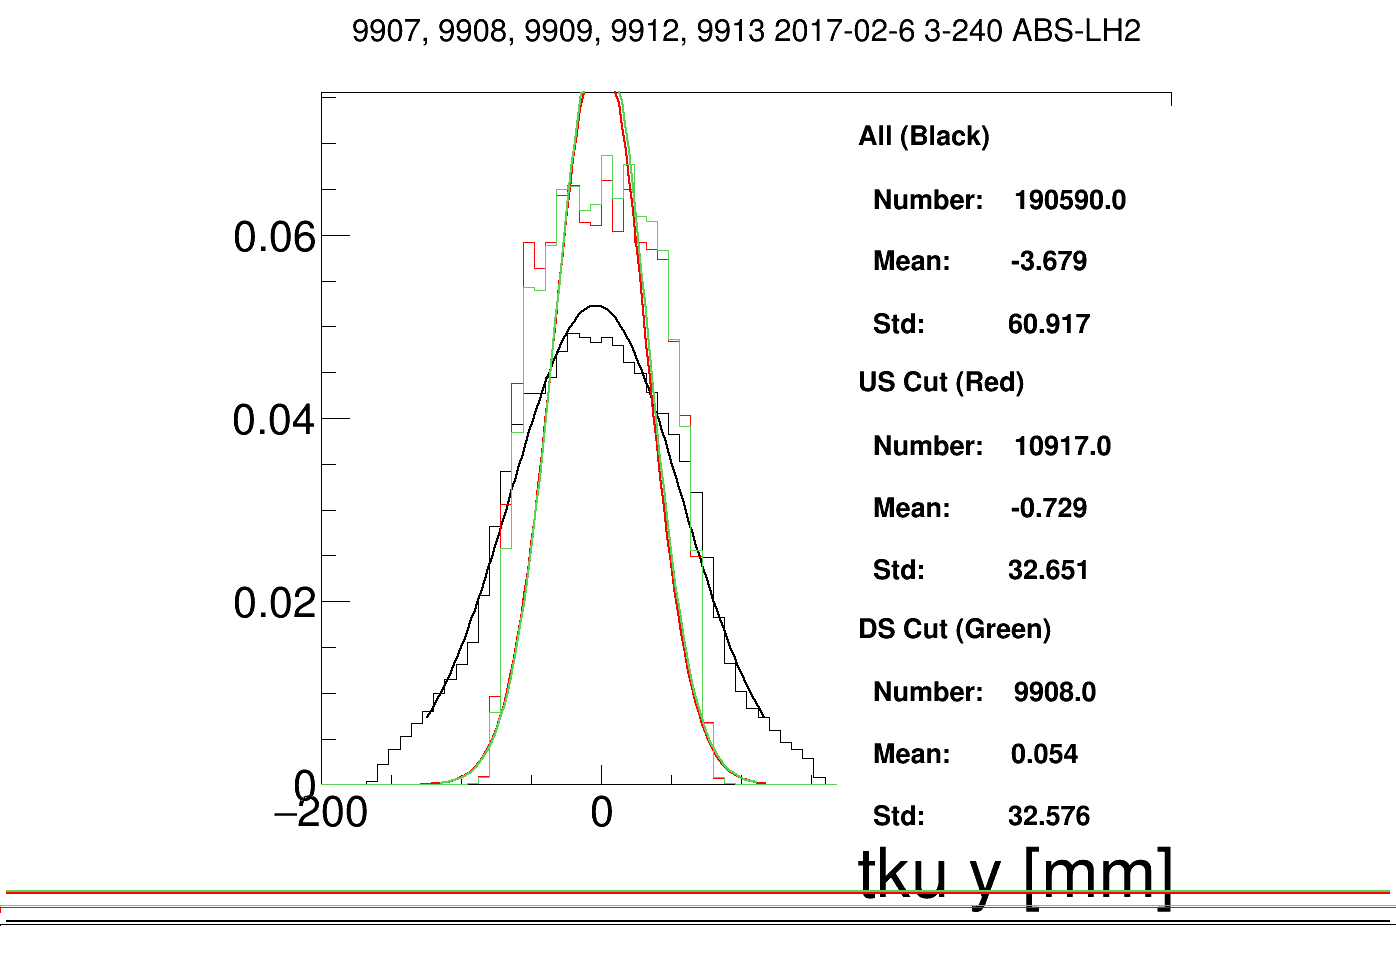 9907, 9908, 9909, 9912, 9913 2017-02-6 3-240 ABS-LH2
All (Black)
Number: 190590.0
Mean: -3.679
Std: 60.917
US Cut (Red)
Number: 10917.0
Mean: -0.729
Std: 32.651
DS Cut (Green)
Number: 9908.0
Mean: 0.054
Std: 32.576
0.06
0.04
0.02
0
−200 0
tku y [mm]